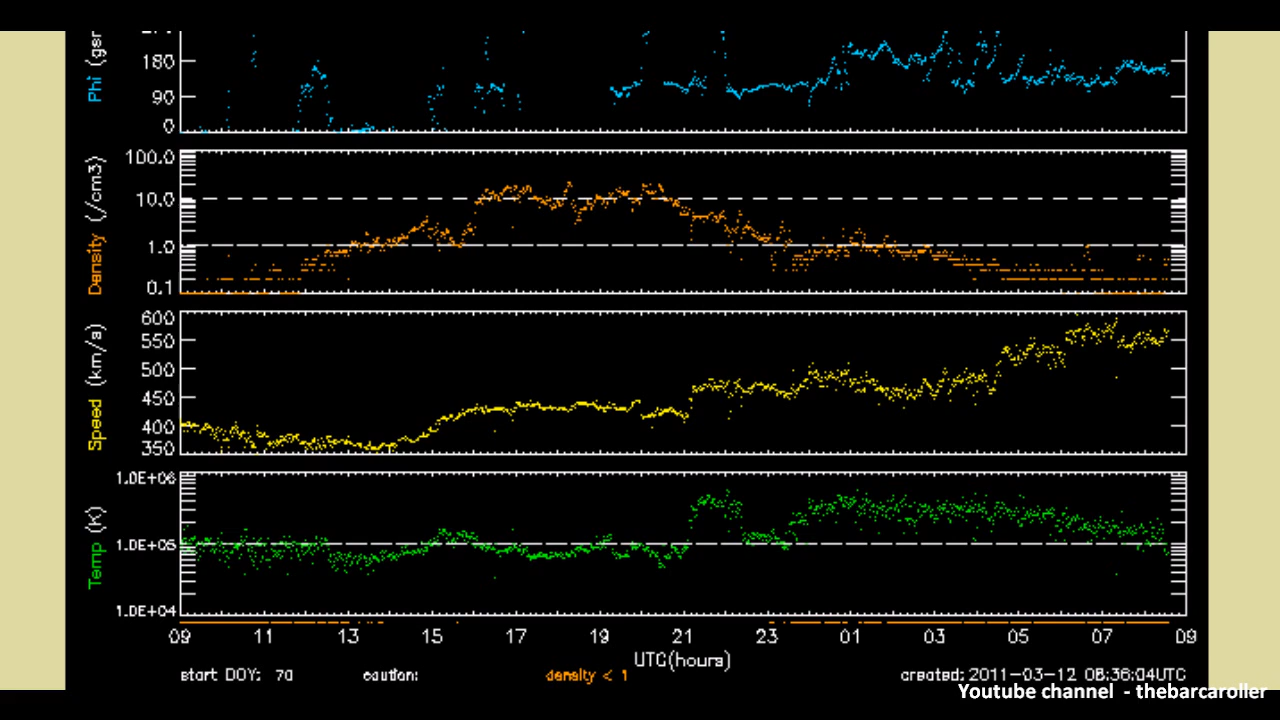 Phi (gsm
180
90
0
Density (/cm3)
100.0
10.0
1.0
0.1
Speed (km/s)
600
550
500
450
400
350
Temp (K)
1.0E+06
1.0E+05
1.0E+04
09 11 13 15 17 19 21 23 01 03 05 07 09
UTC(hours)
start DOY: 70 caution: density < 1 created: 2011-03-12 08:36:04UTC
Youtube channel - thebarcaroller